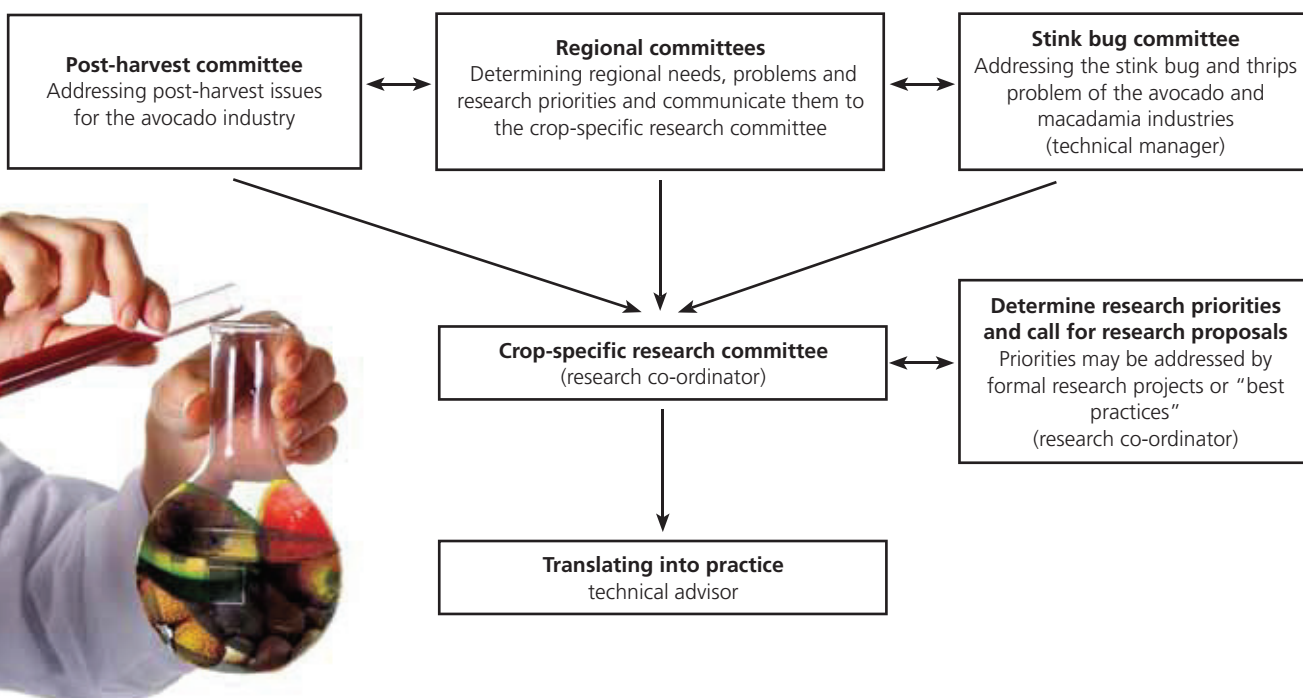 Post-harvest committee
Addressing post-harvest issues
for the avocado industry
Regional committees
Determining regional needs, problems and
research priorities and communicate them to
the crop-specific research committee
Stink bug committee
Addressing the stink bug and thrips
problem of the avocado and
macadamia industries
(technical manager)
Crop-specific research committee
(research co-ordinator)
Determine research priorities
and call for research proposals
Priorities may be addressed by
formal research projects or “best
practices”
(research co-ordinator)
Translating into practice
technical advisor